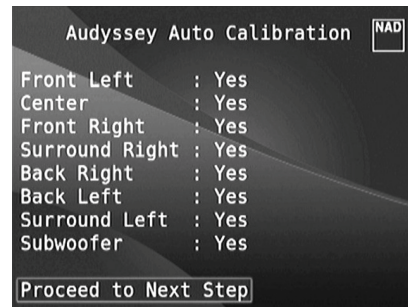 Audyssey Auto Calibration
NAD
Front Left : Yes
Center : Yes
Front Right : Yes
Surround Right : Yes
Back Right : Yes
Back Left : Yes
Surround Left : Yes
Subwoofer : Yes
Proceed to Next Step